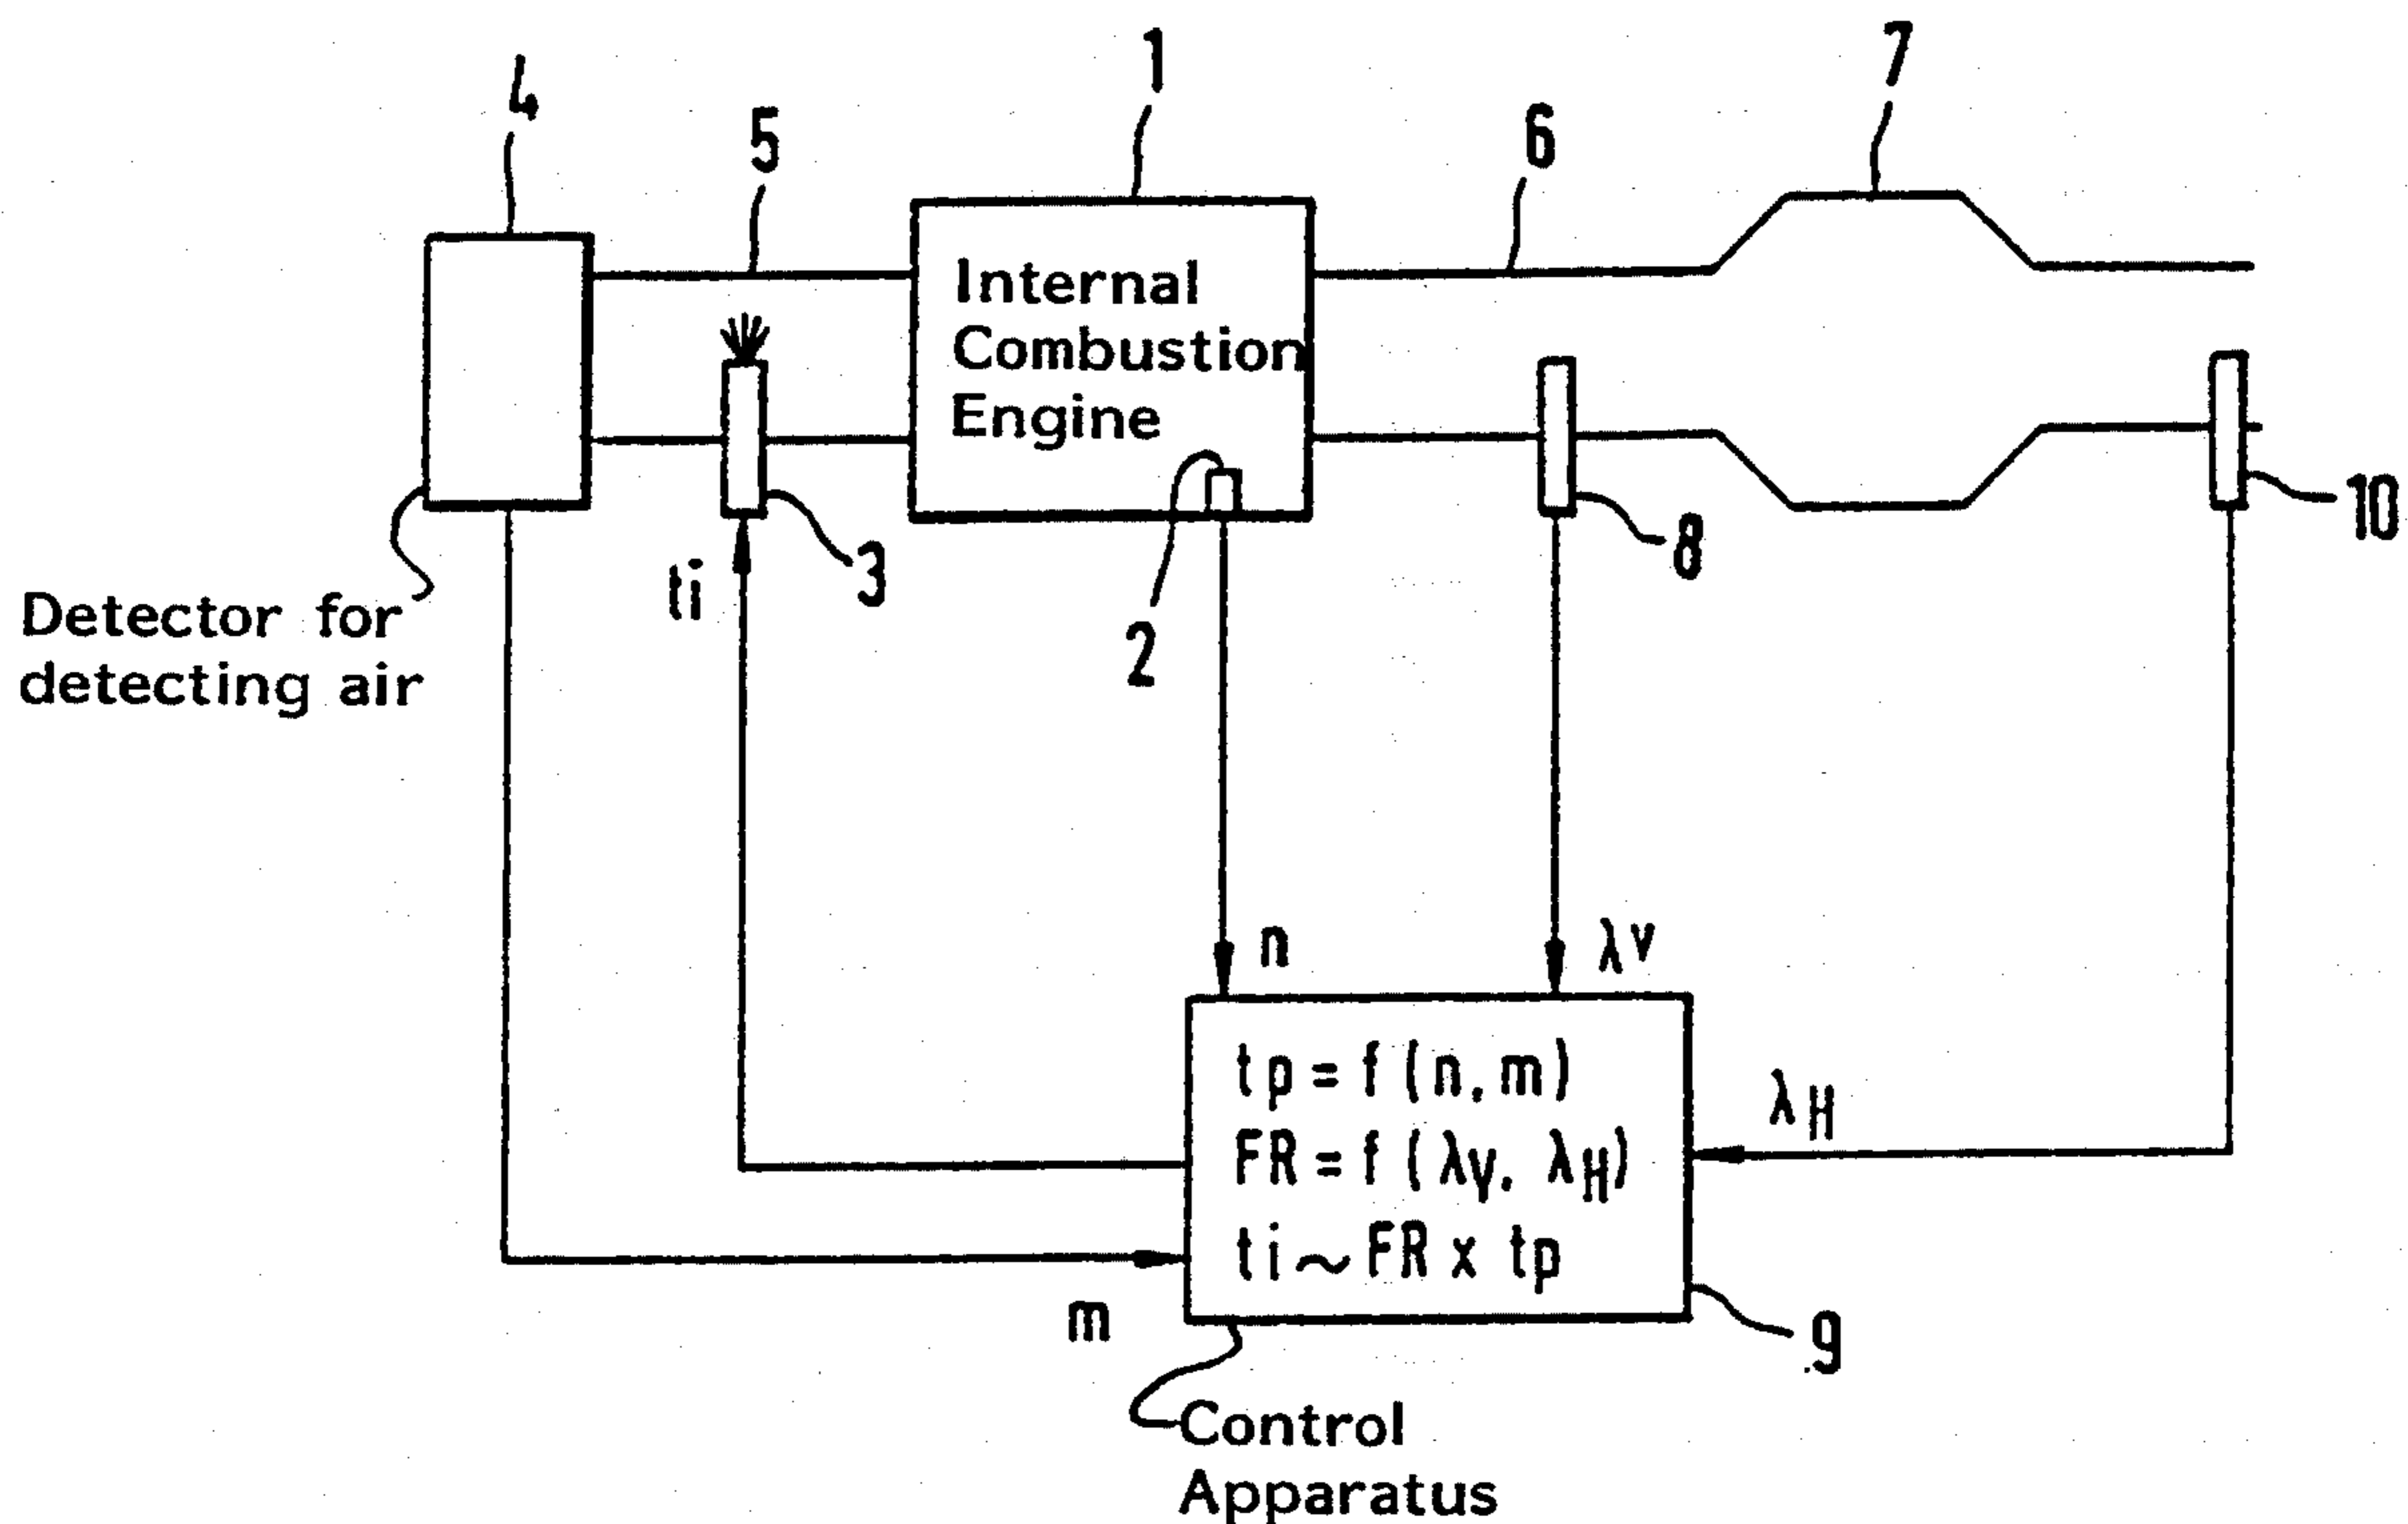 1
7
4
5
6
Internal
Combustion
Engine
10
8
3
ti
Detector for
detecting air
2
n
λv
tp = f (n, m)
λH
FR = f (λv, λH)
ti ~ FR x tp
m
9
Control
Apparatus